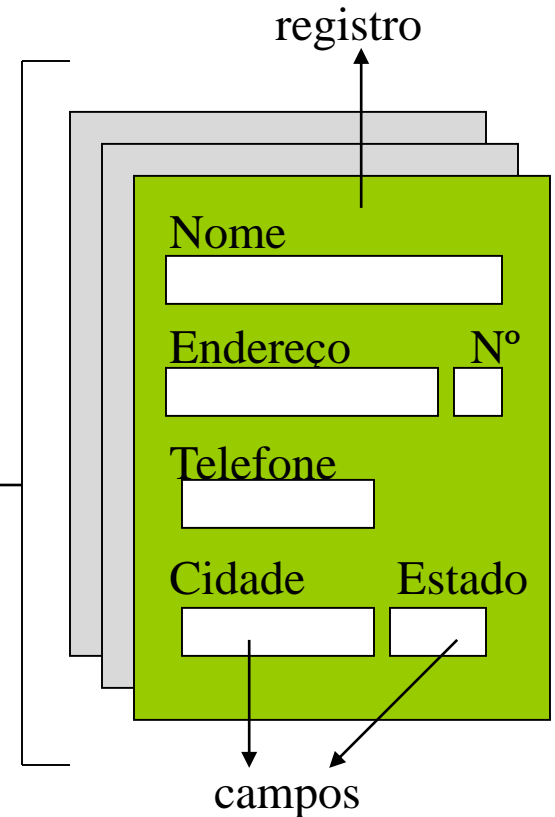 registro
Nome
Endereço Nº
Telefone
Cidade Estado
campos